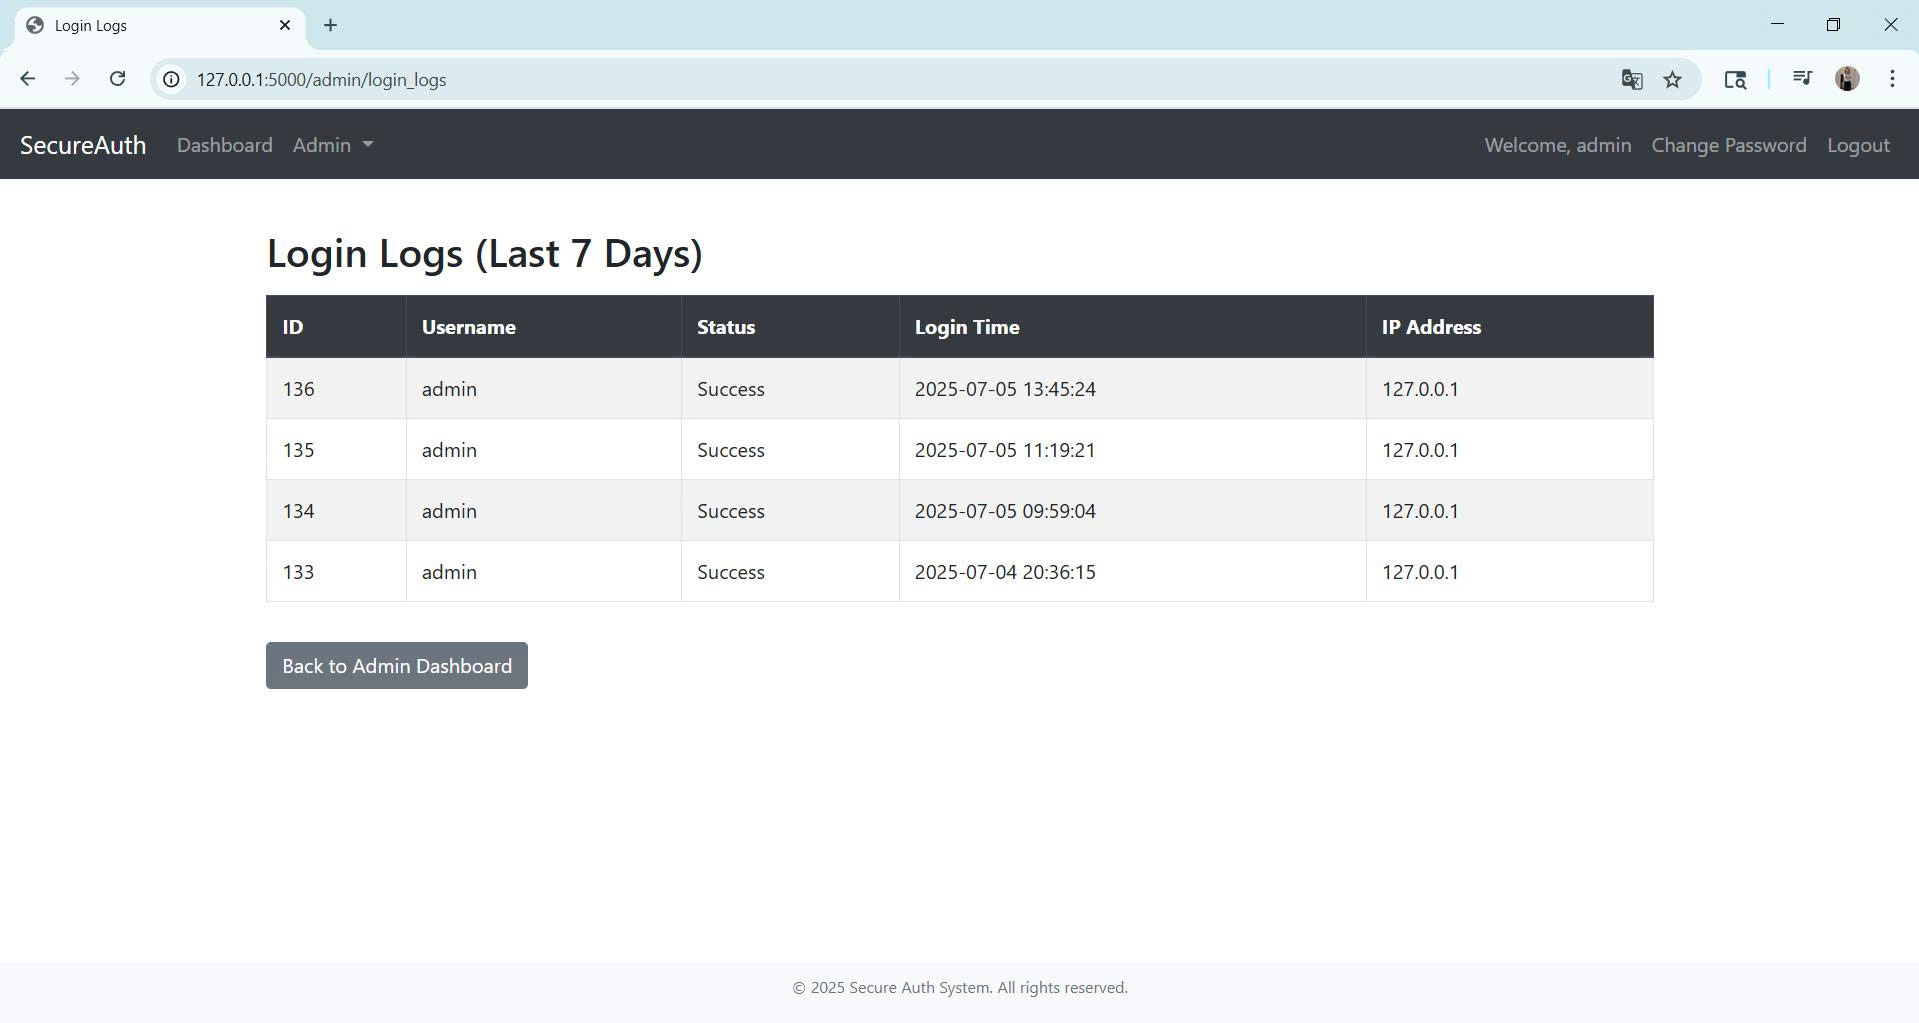 Login Logs
127.0.0.1:5000/admin/login_logs
SecureAuth Dashboard Admin Welcome, admin Change Password Logout
Login Logs (Last 7 Days)
ID Username Status Login Time IP Address
136 admin Success 2025-07-05 13:45:24 127.0.0.1
135 admin Success 2025-07-05 11:19:21 127.0.0.1
134 admin Success 2025-07-05 09:59:04 127.0.0.1
133 admin Success 2025-07-04 20:36:15 127.0.0.1
Back to Admin Dashboard
© 2025 Secure Auth System. All rights reserved.